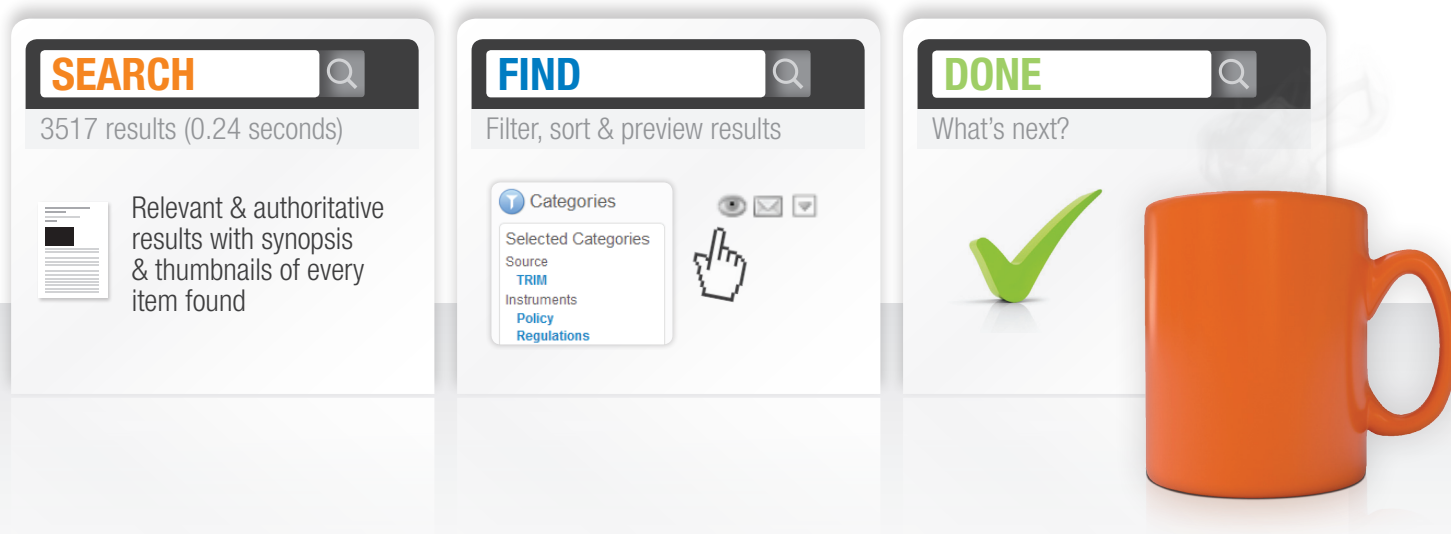 SEARCH
3517 results (0.24 seconds)
Relevant & authoritative
results with synopsis
& thumbnails of every
item found
FIND
Filter, sort & preview results
T Categories
Selected Categories
Source
TRIM
Instruments
Policy
Regulations
DONE
What's next?